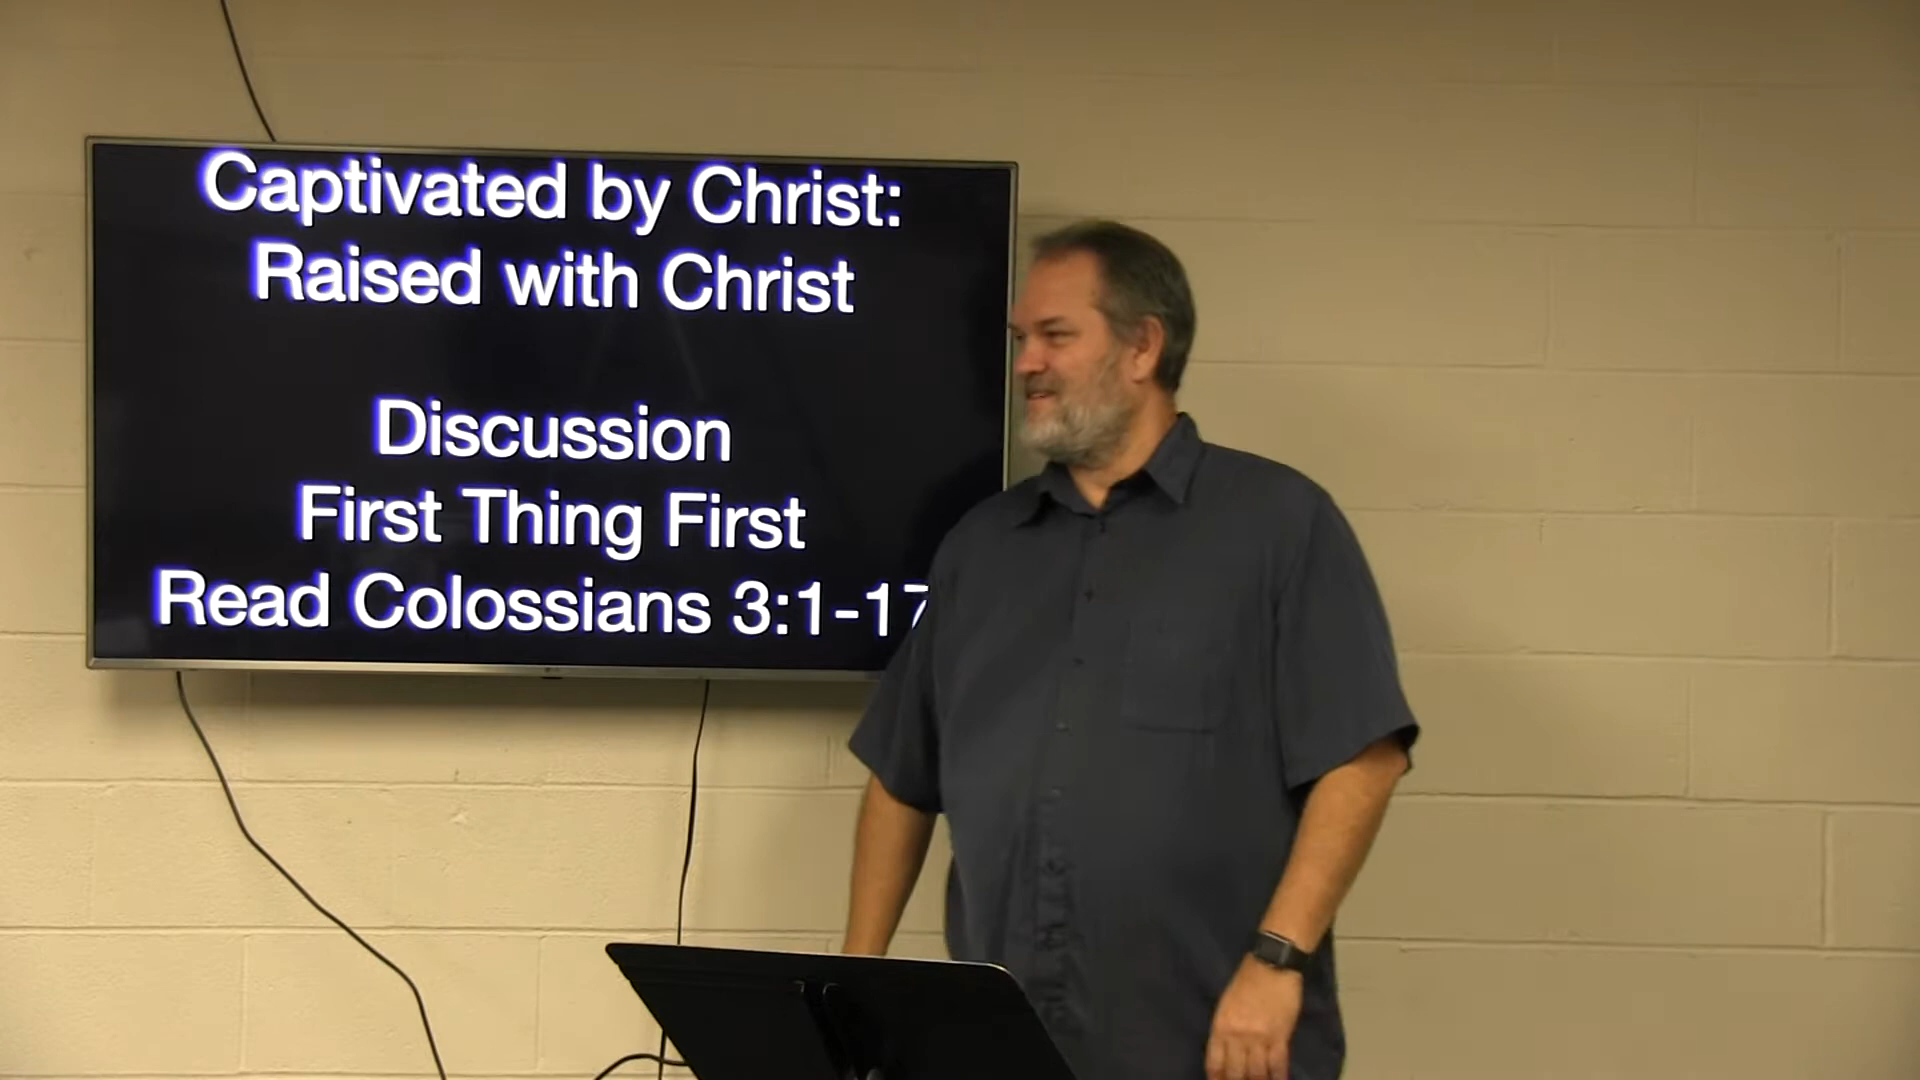 Captivated by Christ:
Raised with Christ
Discussion
First Thing First
Read Colossians 3:1-17